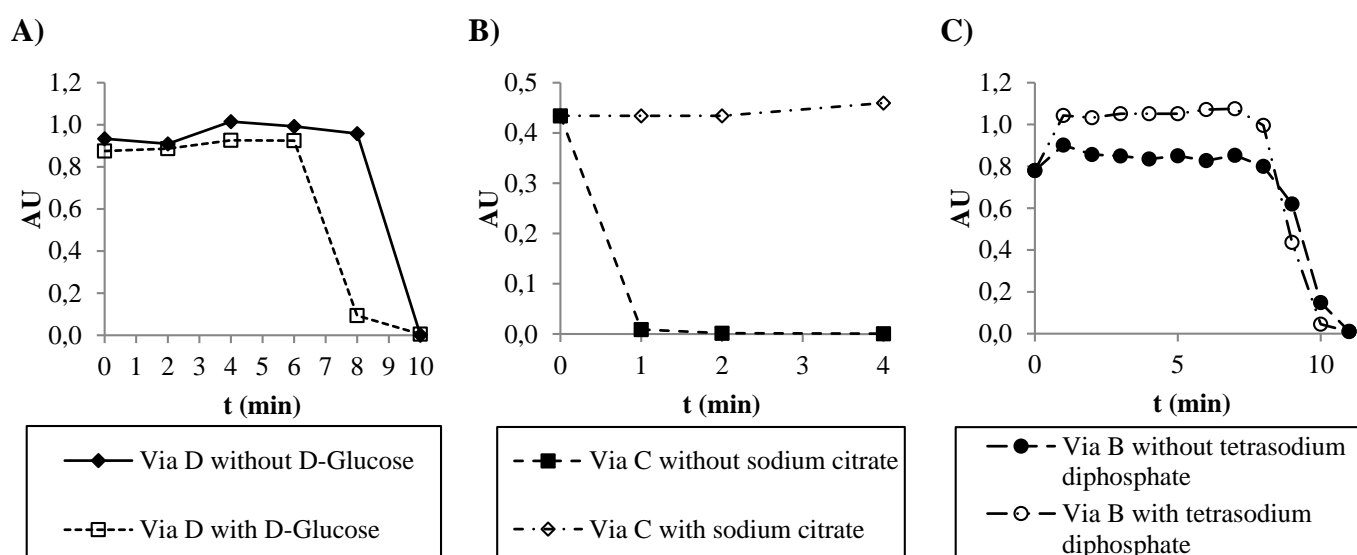 A)
B)
C)
AU
1,2
1,0
0,8
0,6
0,4
0,2
0,0
0 1 2 3 4 5 6 7 8 9 10
t (min)
Via D without D-Glucose
Via D with D-Glucose
AU
0,5
0,4
0,3
0,2
0,1
0,0
0 1 2 3 4
t (min)
Via C without sodium citrate
Via C with sodium citrate
AU
1,2
1,0
0,8
0,6
0,4
0,2
0,0
0 5 10
t (min)
Via B without tetrasodium
diphosphate
Via B with tetrasodium
diphosphate